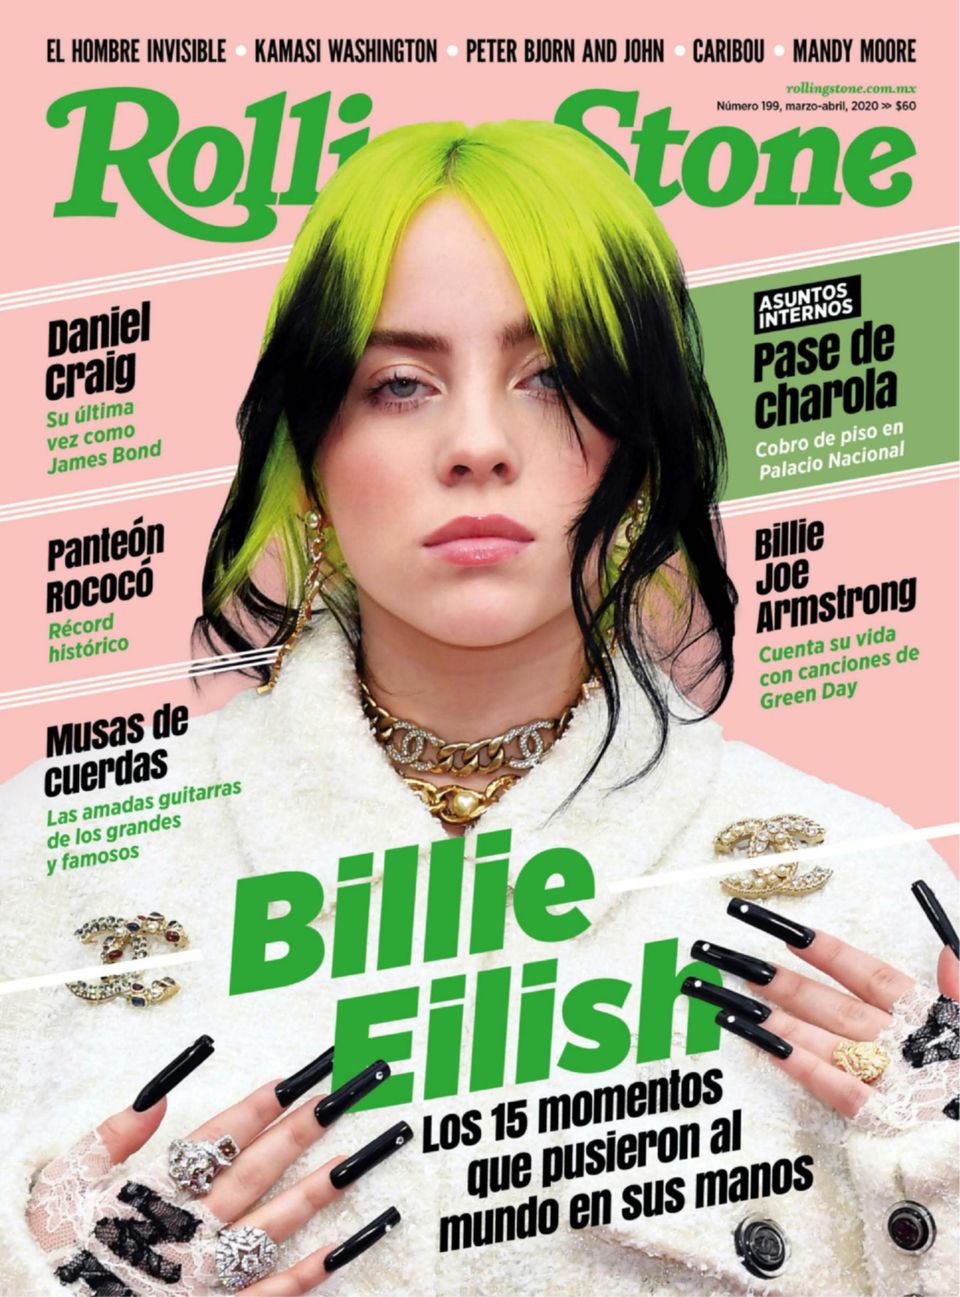 EL HOMBRE INVISIBLE • KAMASI WASHINGTON • PETER BJORN AND JOHN • CARIBOU • MANDY MOORE
rollingstone.com.mx
Número 199, marzo-abril, 2020 >> $60
Rolling Stone
Daniel
Craig
Su última
vez como
James Bond
Panteón
Rococó
Récord
histórico
Musas de
cuerdas
Las amadas guitarras
de los grandes
y famosos
ASUNTOS
INTERNOS
Pase de
charola
Cobro de piso en
Palacio Nacional
Billie
Joe
Armstrong
Cuenta su vida
con canciones de
Green Day
Billie
Eilish
Los 15 momentos
que pusieron al
mundo en sus manos